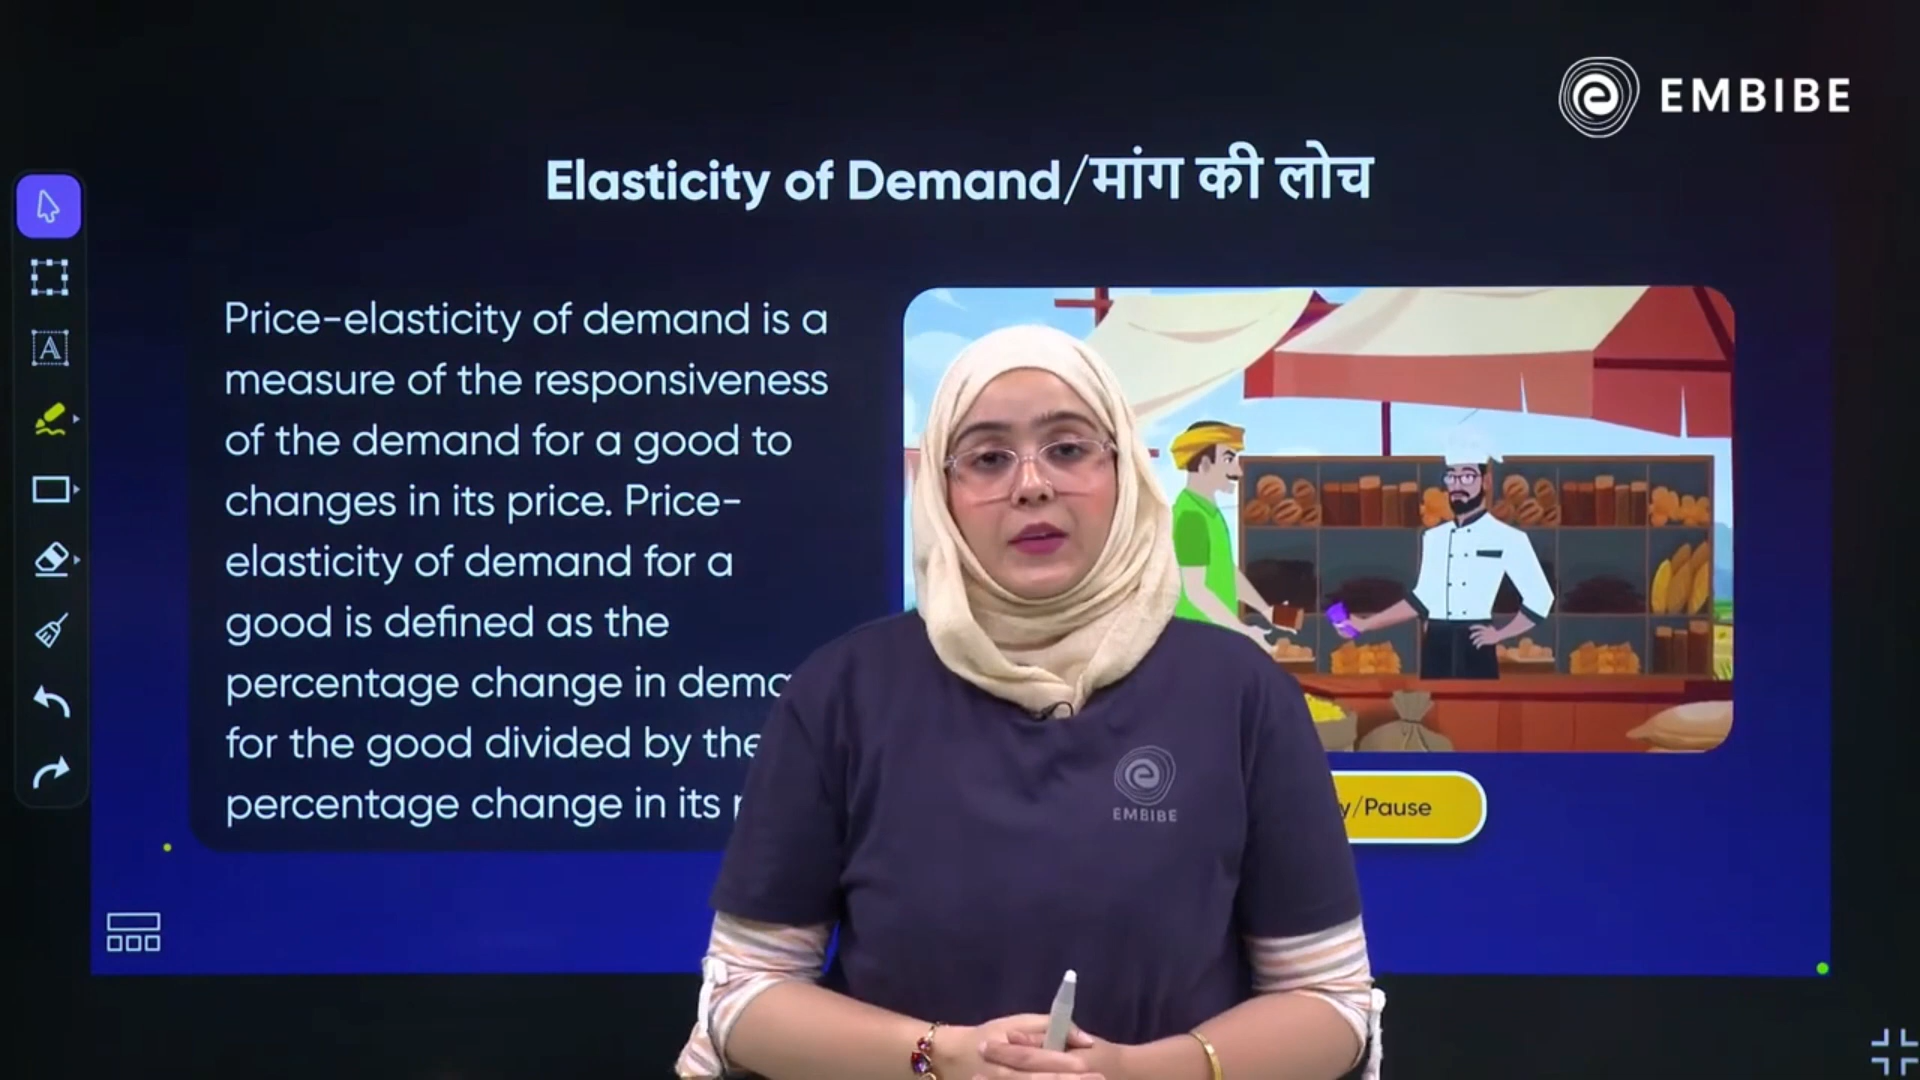 EMBIBE
Elasticity of Demand/मांग की लोच
Price-elasticity of demand is a
measure of the responsiveness
of the demand for a good to
changes in its price. Price-
elasticity of demand for a
good is defined as the
percentage change in
for the good divided by the
percentage change in its
EMBIBE
/Pause